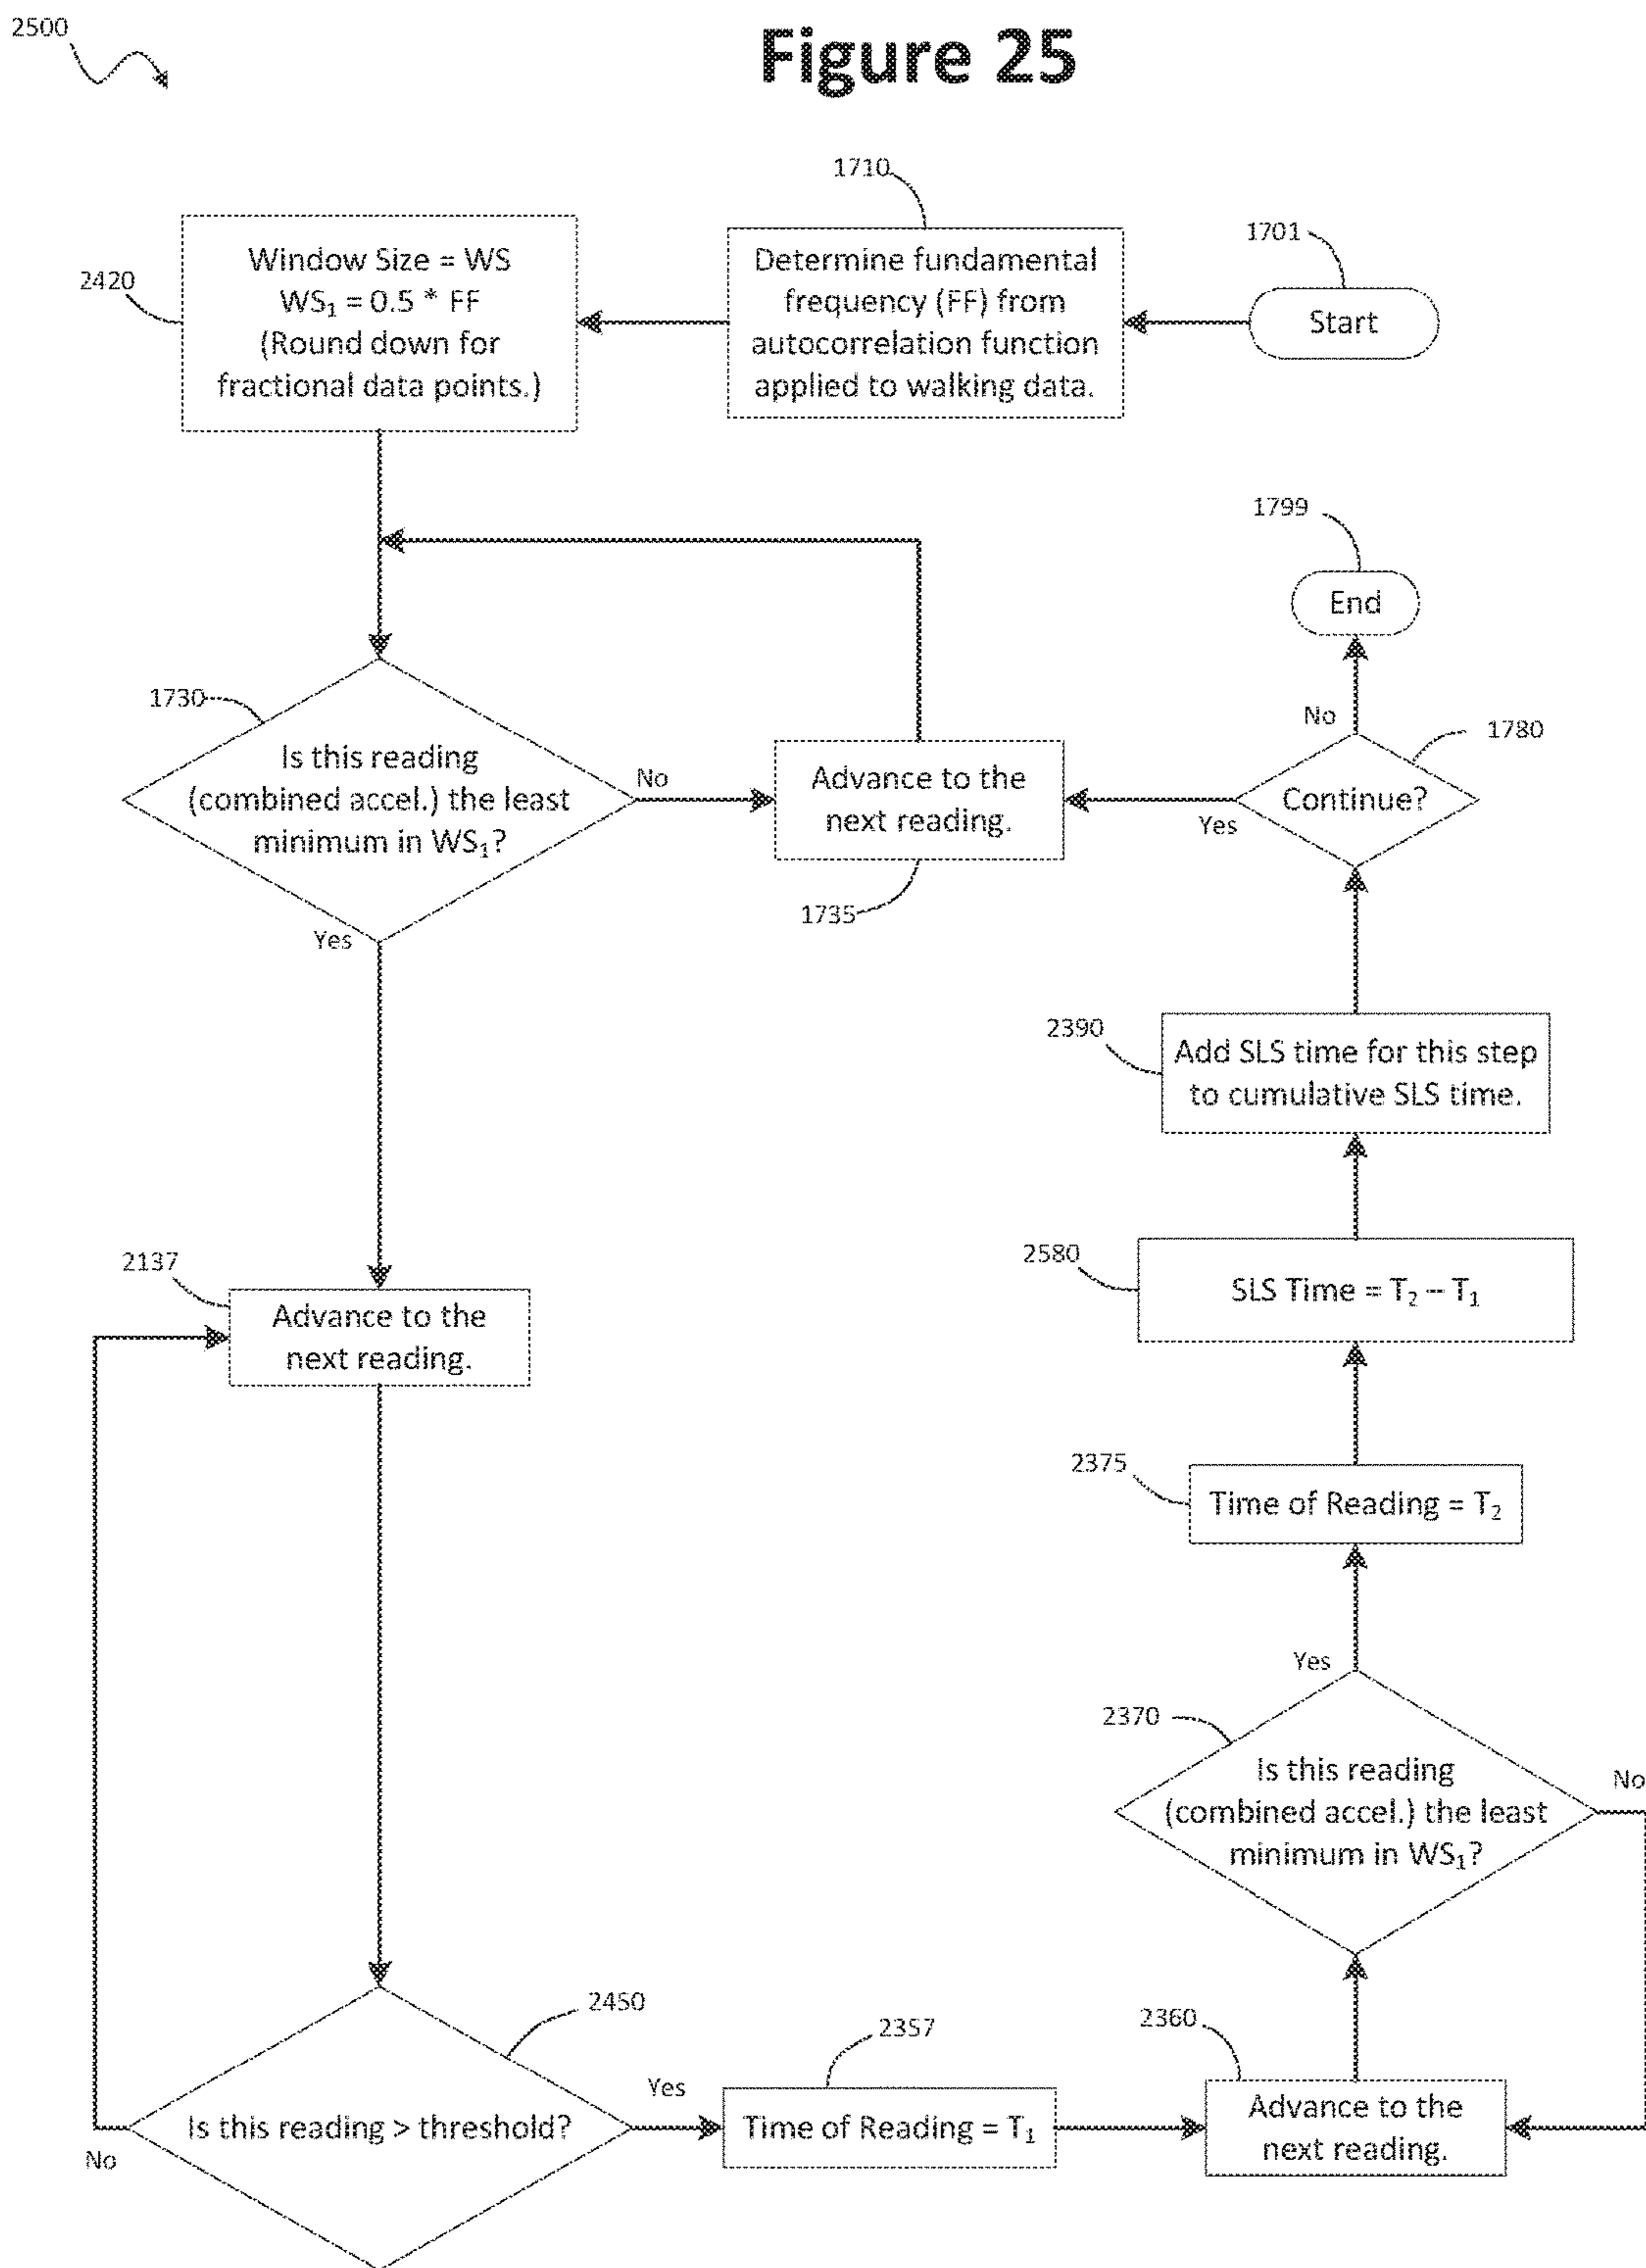 2500
Figure 25
1710
1701
2420
Window Size = WS
WS₁ = 0.5 * FF
(Round down for
fractional data points.)
Determine fundamental
frequency (FF) from
autocorrelation function
applied to walking data.
Start
1799
End
No
1730
1780
Is this reading
(combined accel.) the least
minimum in WS₁?
No
Advance to the
next reading.
Continue?
Yes
1735
Yes
2390
Add SLS time for this step
to cumulative SLS time.
2137
Advance to the
next reading.
2580
SLS Time = T₂ – T₁
2375
Time of Reading = T₂
Yes
2370
Is this reading
(combined accel.) the least
minimum in WS₁?
No
2450
Is this reading > threshold?
No
Yes
2357
Time of Reading = T₁
2360
Advance to the
next reading.